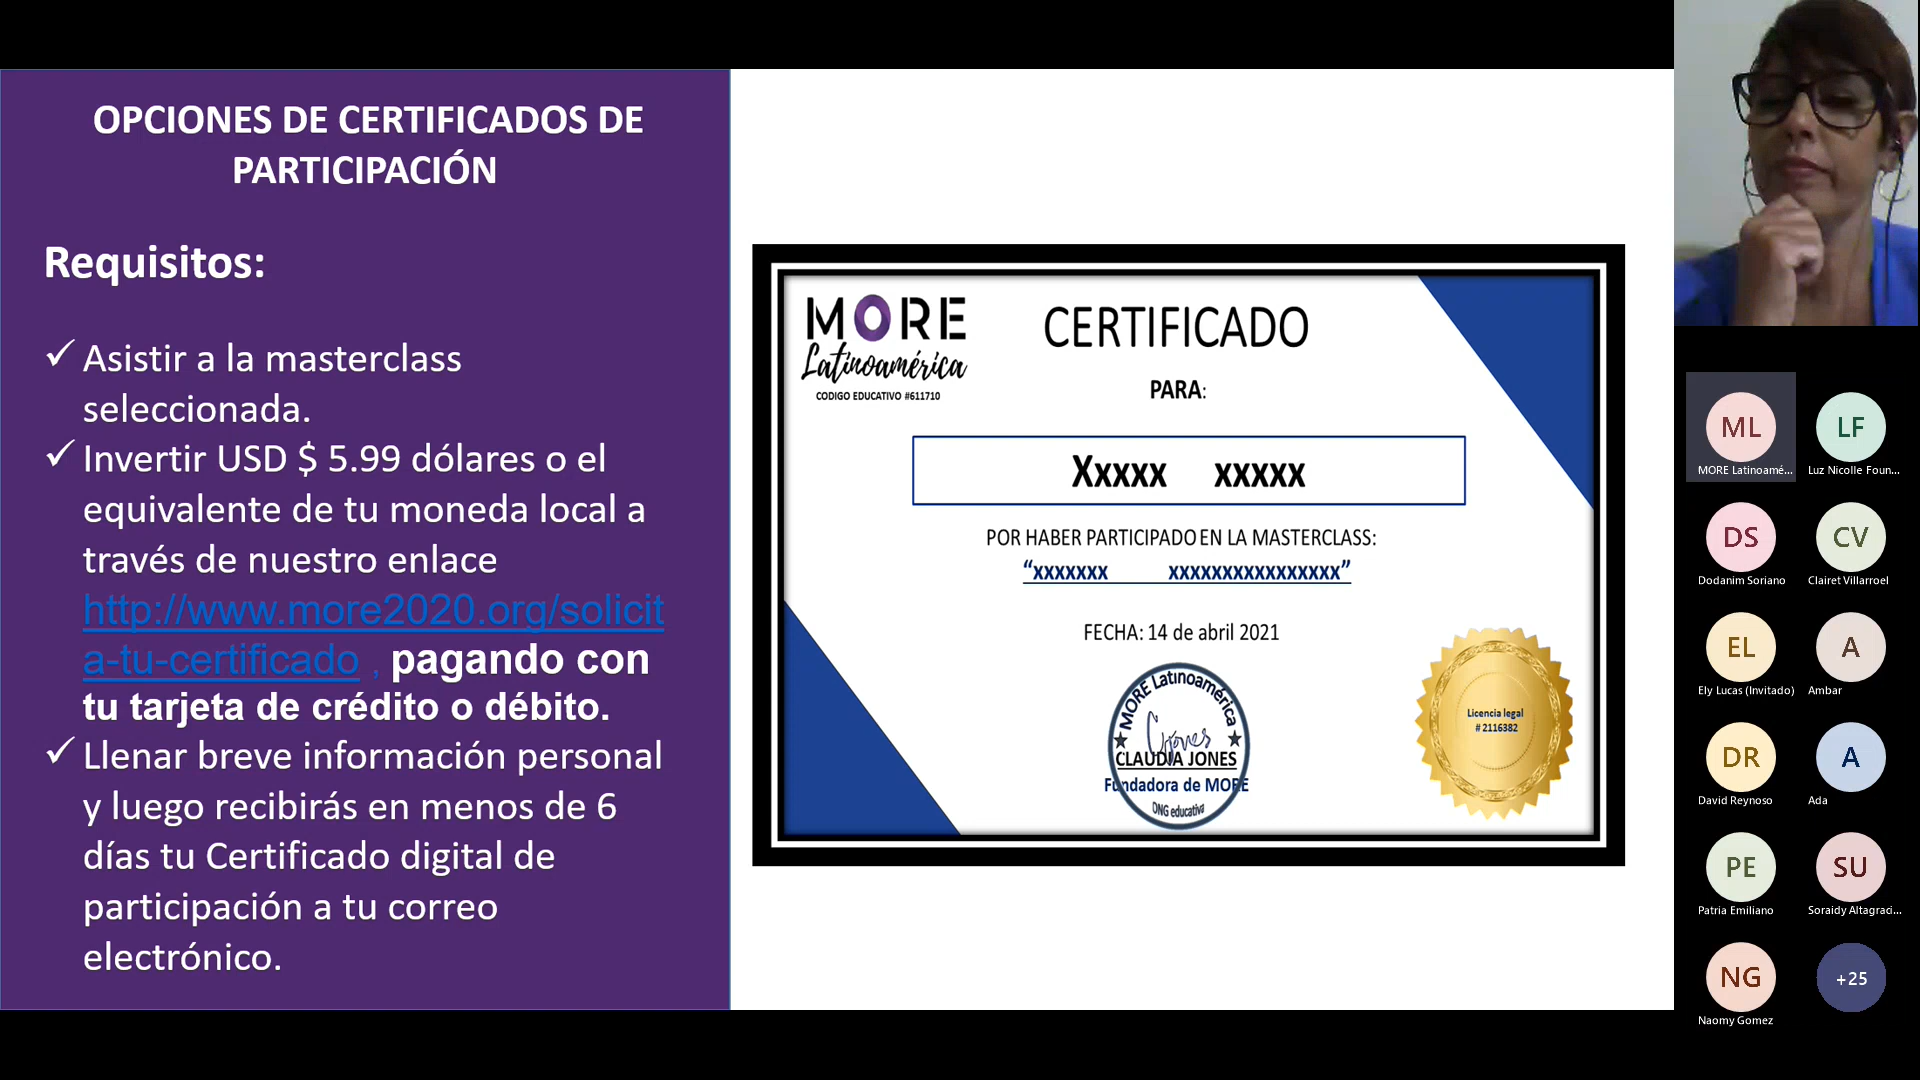 OPCIONES DE CERTIFICADOS DE
PARTICIPACIÓN
Requisitos:
✓ Asistir a la masterclass
seleccionada.
✓ Invertir USD $ 5.99 dólares o el
equivalente de tu moneda local a
través de nuestro enlace
http://www.more2020.org/solicit
a-tu-certificado , pagando con
tu tarjeta de crédito o débito.
✓ Llenar breve información personal
y luego recibirás en menos de 6
días tu Certificado digital de
participación a tu correo
electrónico.
MORE
Latinoamérica
CODIGO EDUCATIVO #611710
CERTIFICADO
PARA:
Xxxxx xxxxx
POR HABER PARTICIPADO EN LA MASTERCLASS:
“xxxxxxx xxxxxxxxxxxxxxxx”
FECHA: 14 de abril 2021
MORE Latinoamérica
Cjones
CLAUDIA JONES
Fundadora de MORE
ONG educativa
Licencia legal
# 2116382
ML
MORE Latinoamé...
LF
Luz Nicolle Foun...
DS
Dodanim Soriano
CV
Clairet Villarroel
EL
Ely Lucas (Invitado)
A
Ambar
DR
David Reynoso
A
Ada
PE
Patria Emiliano
SU
Soraidy Altagraci...
NG
Naomy Gomez
+25